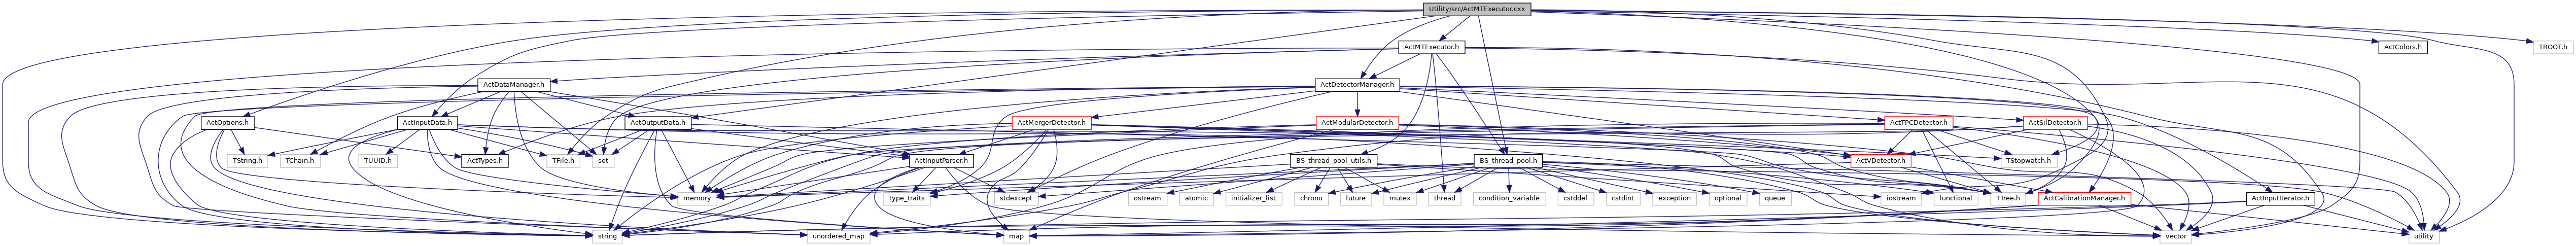 Utility/src/ActMTExecutor.cxx
ActMTExecutor.h
ActColors.h
TROOT.h
ActDataManager.h
ActDetectorManager.h
ActOptions.h
ActInputData.h
ActOutputData.h
ActMergerDetector.h
ActModularDetector.h
ActTPCDetector.h
ActSilDetector.h
TString.h
TChain.h
TUUID.h
ActTypes.h
TFile.h
set
ActInputParser.h
BS_thread_pool_utils.h
BS_thread_pool.h
ActVDetector.h
TStopwatch.h
memory
type_traits
stdexcept
ostream
atomic
initializer_list
chrono
future
mutex
thread
condition_variable
cstddef
cstdint
exception
optional
queue
iostream
functional
TTree.h
ActCalibrationManager.h
ActInputIterator.h
string
unordered_map
map
vector
utility